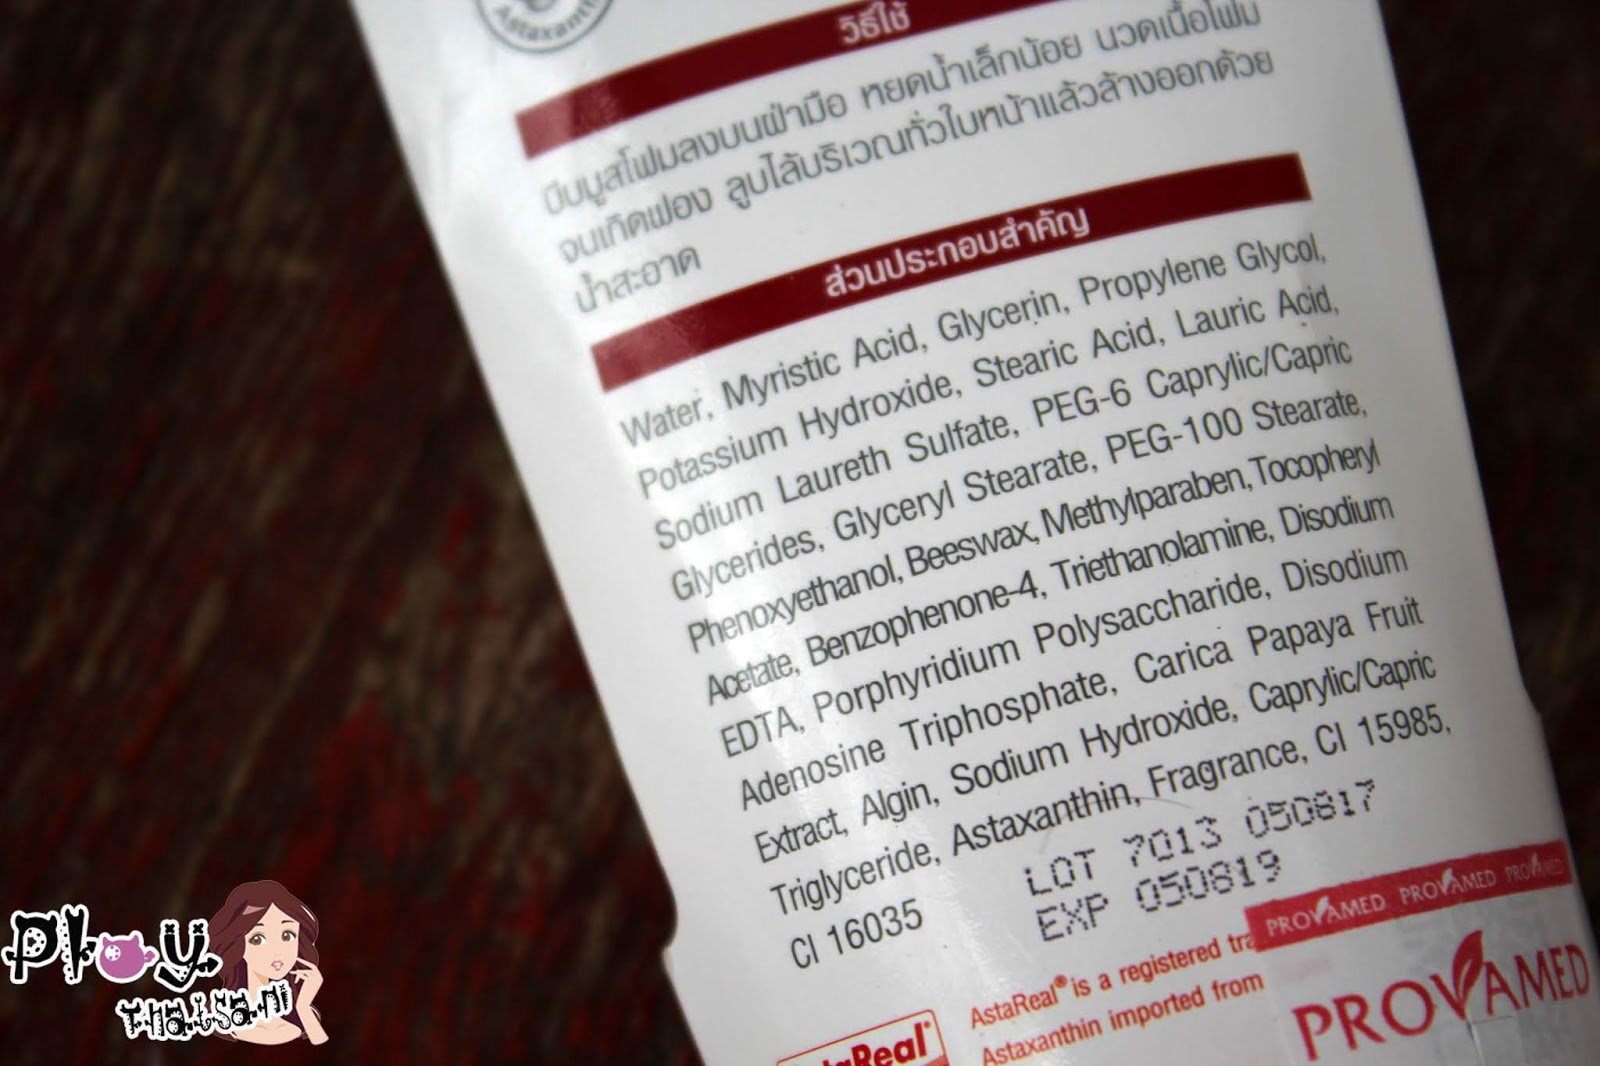 Astaxanthin
วิธีใช้
บีบมูสโฟมลงบนฝ่ามือ หยดน้ำเล็กน้อย นวดเนื้อโฟม
จนเกิดฟอง ลูบไล้บริเวณทั่วใบหน้าแล้วล้างออกด้วย
น้ำสะอาด
ส่วนประกอบสำคัญ
Water, Myristic Acid, Glycerin, Propylene Glycol,
Potassium Hydroxide, Stearic Acid, Lauric Acid,
Sodium Laureth Sulfate, PEG-6 Caprylic/Capric
Glycerides, Glyceryl Stearate, PEG-100 Stearate,
Phenoxyethanol, Beeswax, Methylparaben, Tocopheryl
Acetate, Benzophenone-4, Triethanolamine, Disodium
EDTA, Porphyridium Polysaccharide, Disodium
Adenosine Triphosphate, Carica Papaya Fruit
Extract, Algin, Sodium Hydroxide, Caprylic/Capric
Triglyceride, Astaxanthin, Fragrance, CI 15985,
CI 16035
LOT 7013 050817
EXP 050819
PROVAMED PROVAMED PROVAMED
AstaReal® is a registered tra
Astaxanthin imported from
taReal®
PROVAMED
Ploy
Thatsani